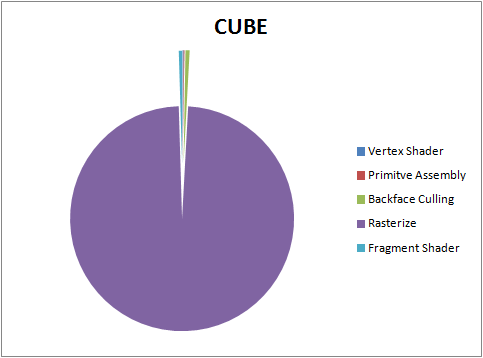 CUBE
Vertex Shader
Primitve Assembly
Backface Culling
Rasterize
Fragment Shader